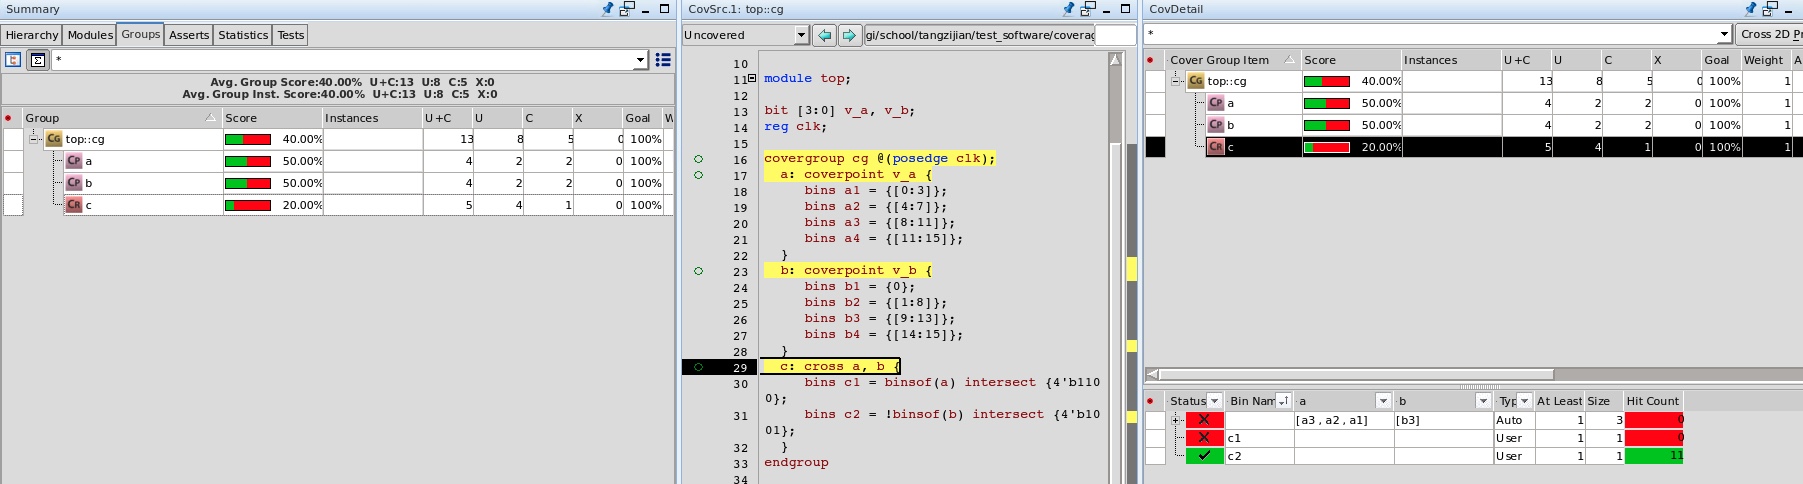 Summary
Hierarchy Modules Groups Asserts Statistics Tests
*
Avg. Group Score:40.00% U+C:13 U:8 C:5 X:0
Avg. Group Inst. Score:40.00% U+C:13 U:8 C:5 X:0
Group Score Instances U+C U C X Goal W
top::cg 40.00% 13 8 5 0 100%
a 50.00% 4 2 2 0 100%
b 50.00% 4 2 2 0 100%
c 20.00% 5 4 1 0 100%
CovSrc.1: top::cg
Uncovered gi/school/tangzijian/test_software/coverag
10
11 module top;
12
13 bit [3:0] v_a, v_b;
14 reg clk;
15
16 covergroup cg @(posedge clk);
17 a: coverpoint v_a {
18 bins a1 = {[0:3]};
19 bins a2 = {[4:7]};
20 bins a3 = {[8:11]};
21 bins a4 = {[11:15]};
22 }
23 b: coverpoint v_b {
24 bins b1 = {0};
25 bins b2 = {[1:8]};
26 bins b3 = {[9:13]};
27 bins b4 = {[14:15]};
28 }
29 c: cross a, b {
30 bins c1 = binsof(a) intersect {4'b110
0};
31 bins c2 = !binsof(b) intersect {4'b10
01};
32 }
33 endgroup
34
CovDetail
* Cross 2D P
Cover Group Item Score Instances U+C U C X Goal Weight A
top::cg 40.00% 13 8 5 0 100% 1
a 50.00% 4 2 2 0 100% 1
b 50.00% 4 2 2 0 100% 1
c 20.00% 5 4 1 0 100% 1
Status Bin Nam a b Typ At Least Size Hit Count
[a3 , a2 , a1] [b3] Auto 1 3 0
c1 User 1 1 0
c2 User 1 1 11